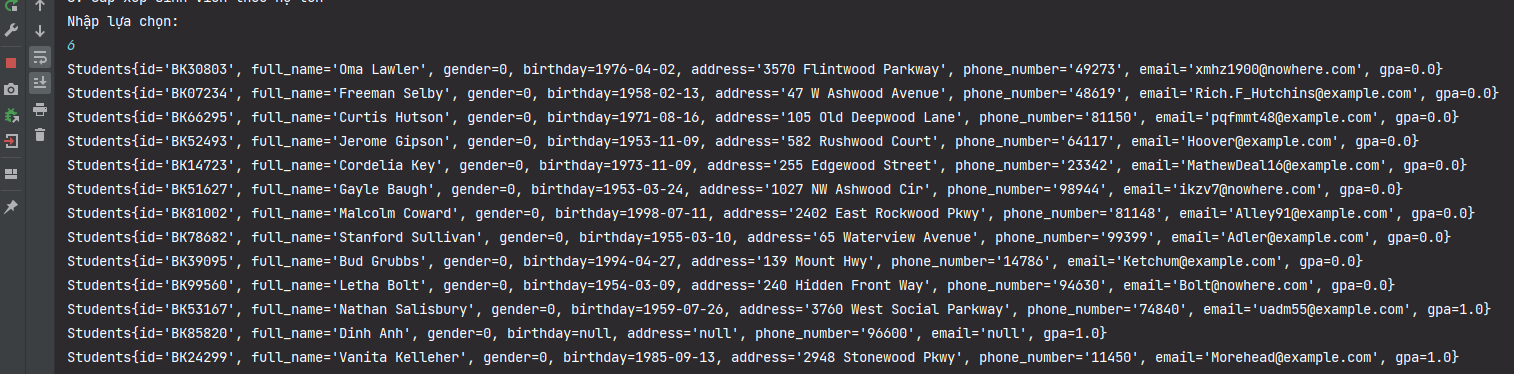 Nhập lựa chọn:
ó
Students{id='BK30803', full_name='Oma Lawler', gender=0, birthday=1976-04-02, address='3570 Flintwood Parkway', phone_number='49273', email='xmhz1900@nowhere.com', gpa=0.0}
Students{id='BK07234', full_name='Freeman Selby', gender=0, birthday=1958-02-13, address='47 W Ashwood Avenue', phone_number='48619', email='Rich.F_Hutchins@example.com', gpa=0.0}
Students{id='BK66295', full_name='Curtis Hutson', gender=0, birthday=1971-08-16, address='105 Old Deepwood Lane', phone_number='81150', email='pqfmmt48@example.com', gpa=0.0}
Students{id='BK52493', full_name='Jerome Gipson', gender=0, birthday=1953-11-09, address='582 Rushwood Court', phone_number='64117', email='Hoover@example.com', gpa=0.0}
Students{id='BK14723', full_name='Cordelia Key', gender=0, birthday=1973-11-09, address='255 Edgewood Street', phone_number='23342', email='MathewDeal16@example.com', gpa=0.0}
Students{id='BK51627', full_name='Gayle Baugh', gender=0, birthday=1953-03-24, address='1027 NW Ashwood Cir', phone_number='98944', email='ikzv7@nowhere.com', gpa=0.0}
Students{id='BK81002', full_name='Malcolm Coward', gender=0, birthday=1998-07-11, address='2402 East Rockwood Pkwy', phone_number='81148', email='Alley91@example.com', gpa=0.0}
Students{id='BK78682', full_name='Stanford Sullivan', gender=0, birthday=1955-03-10, address='65 Waterview Avenue', phone_number='99399', email='Adler@example.com', gpa=0.0}
Students{id='BK39095', full_name='Bud Grubbs', gender=0, birthday=1994-04-27, address='139 Mount Hwy', phone_number='14786', email='Ketchum@example.com', gpa=0.0}
Students{id='BK99560', full_name='Letha Bolt', gender=0, birthday=1954-03-09, address='240 Hidden Front Way', phone_number='94630', email='Bolt@nowhere.com', gpa=0.0}
Students{id='BK53167', full_name='Nathan Salisbury', gender=0, birthday=1959-07-26, address='3760 West Social Parkway', phone_number='74840', email='uadm55@example.com', gpa=1.0}
Students{id='BK85820', full_name='Dinh Anh', gender=0, birthday=null, address='null', phone_number='96600', email='null', gpa=1.0}
Students{id='BK24299', full_name='Vanita Kelleher', gender=0, birthday=1985-09-13, address='2948 Stonewood Pkwy', phone_number='11450', email='Morehead@example.com', gpa=1.0}